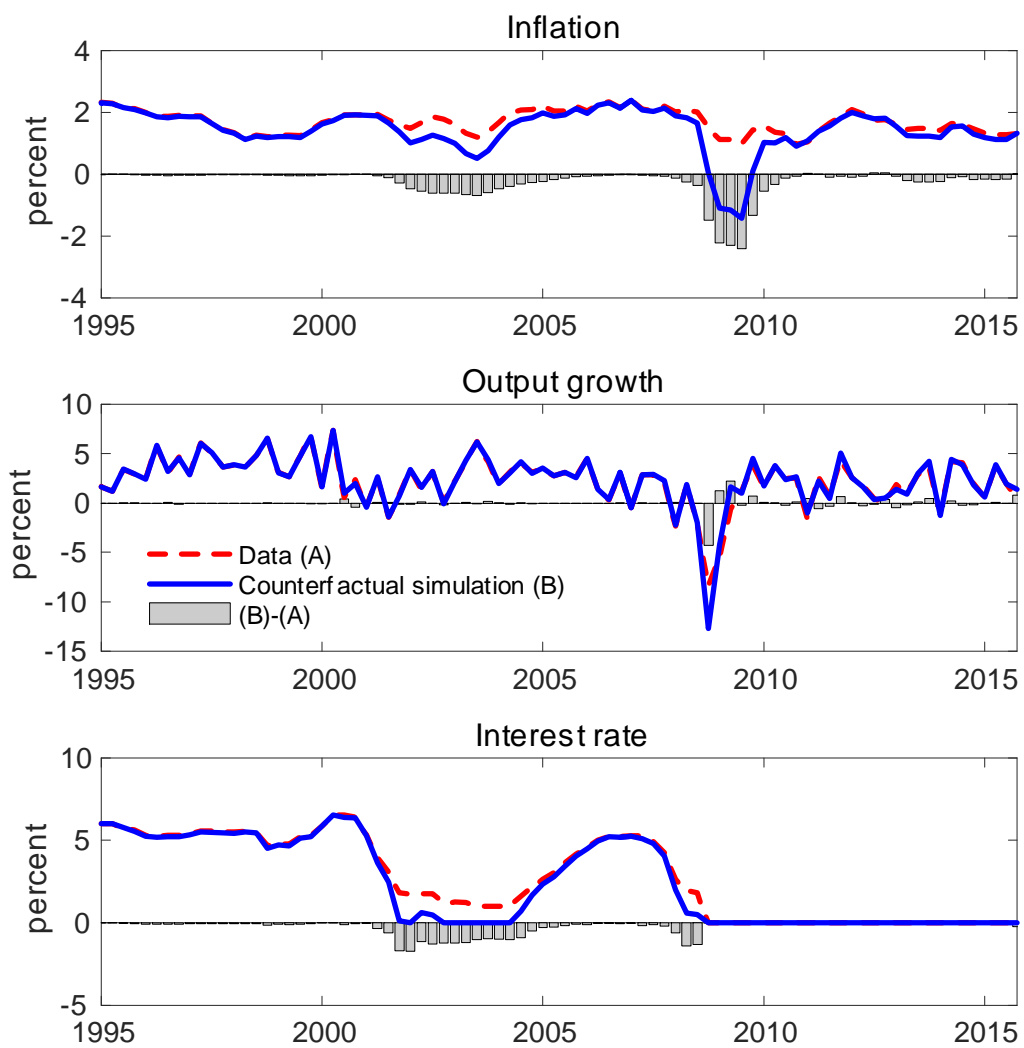 Inflation
percent
4
2
0
-2
-4
1995 2000 2005 2010 2015
Output growth
percent
10
5
0
-5
-10
-15
Data (A)
Counterfactual simulation (B)
(B)-(A)
1995 2000 2005 2010 2015
Interest rate
percent
10
5
0
-5
1995 2000 2005 2010 2015